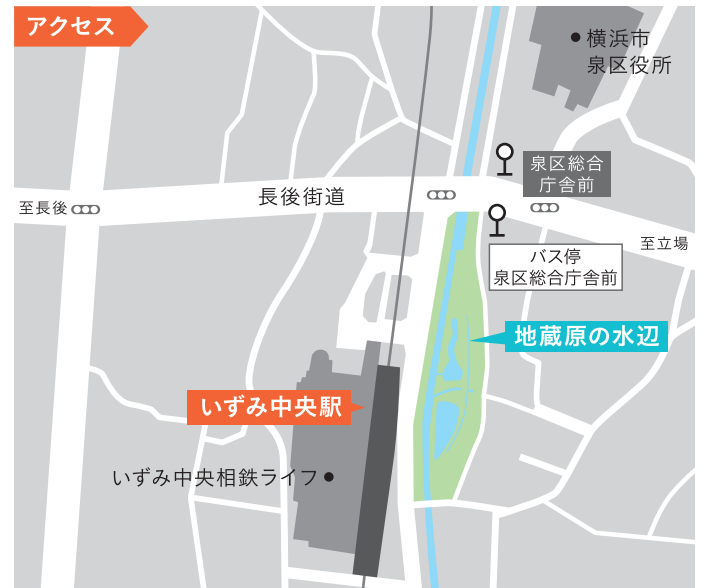 アクセス
横浜市
泉区役所
泉区総合
庁舎前
長後街道
至長後
至立場
バス停
泉区総合庁舎前
地蔵原の水辺
いずみ中央駅
いずみ中央相鉄ライフ